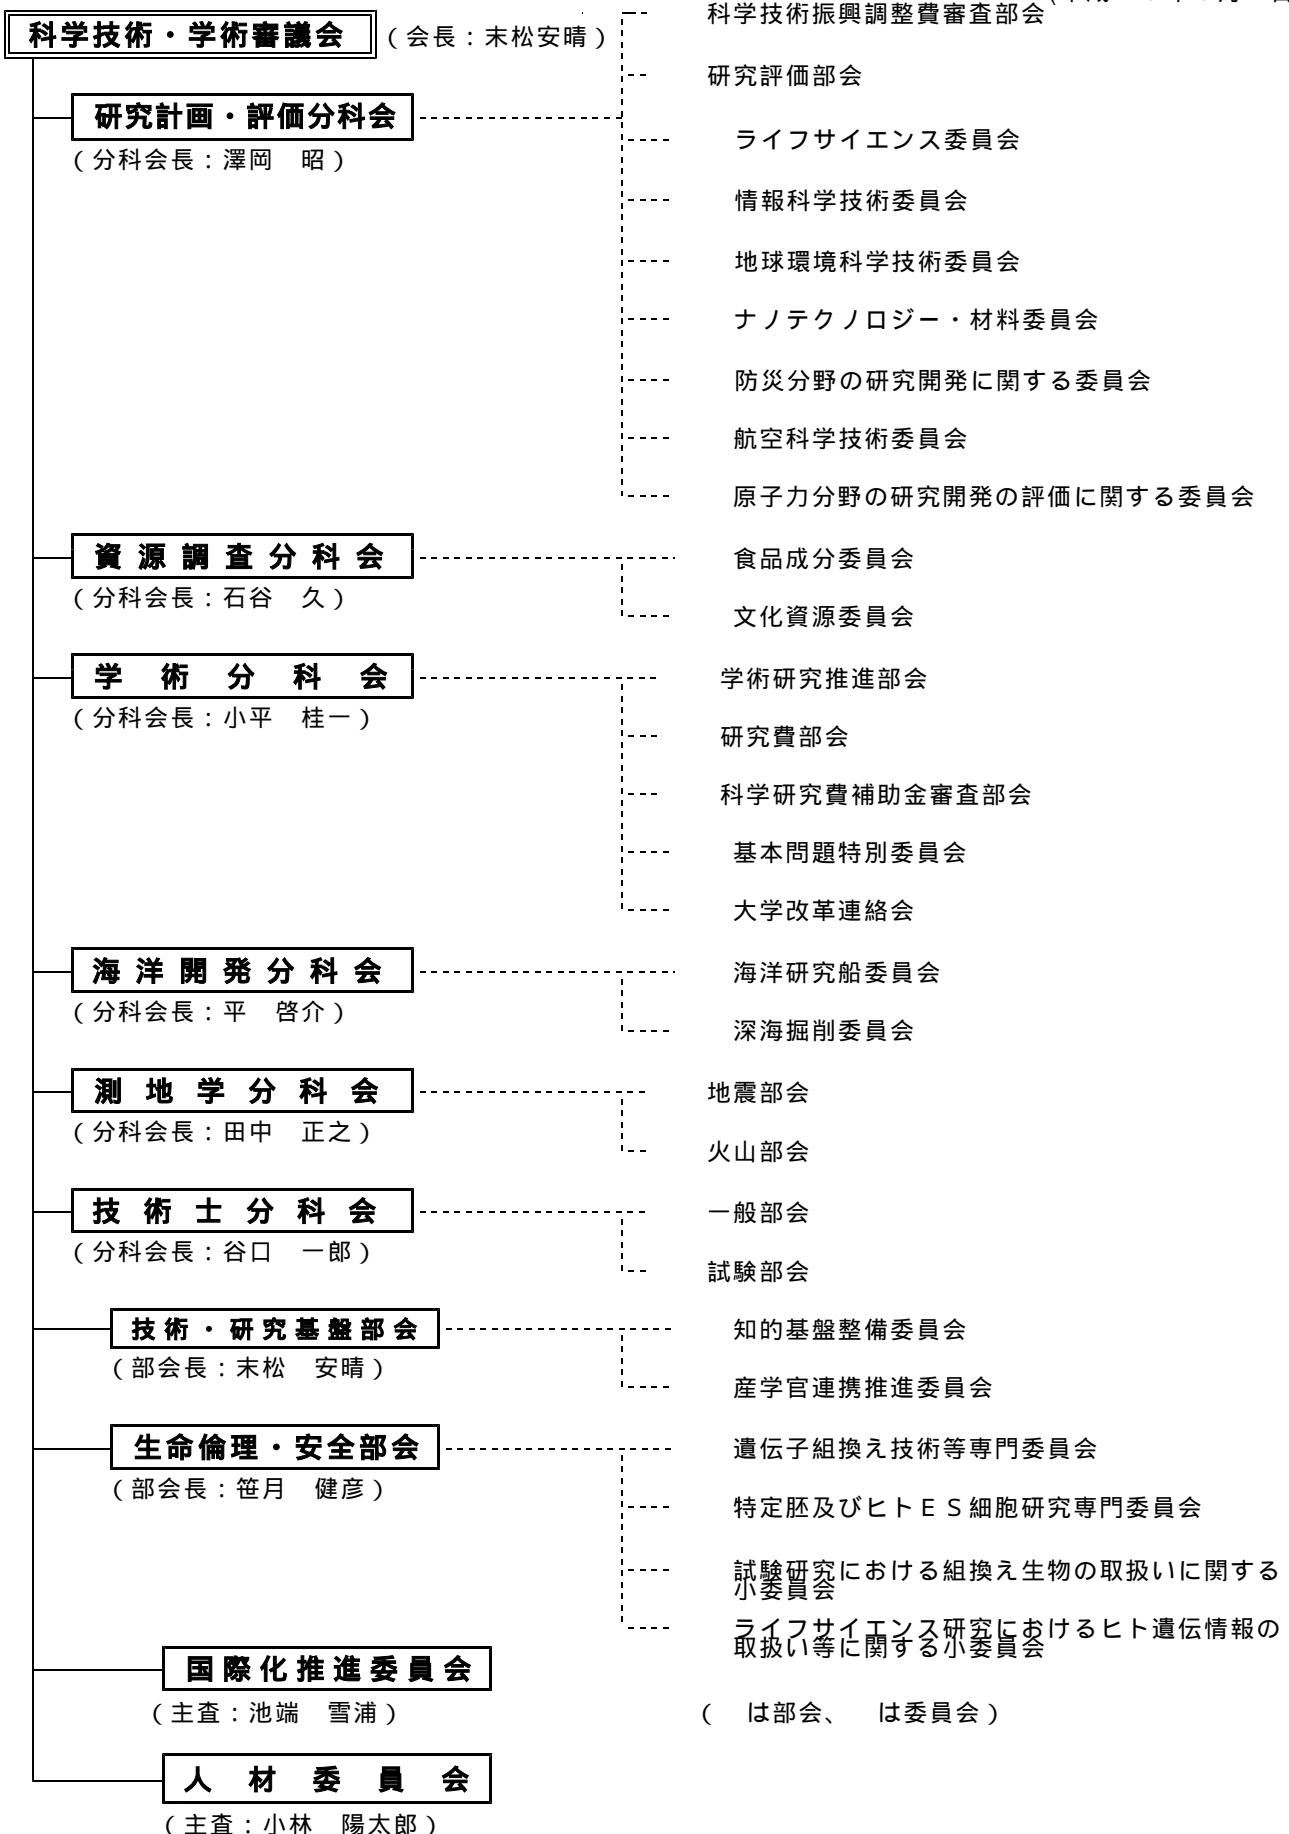 科学技術・学術審議会 (会長：末松安晴)
科学技術振興調整費審査部会
研究評価部会
研究計画・評価分科会
(分科会長：澤岡　昭)
ライフサイエンス委員会
情報科学技術委員会
地球環境科学技術委員会
ナノテクノロジー・材料委員会
防災分野の研究開発に関する委員会
航空科学技術委員会
原子力分野の研究開発の評価に関する委員会
資源調査分科会
(分科会長：石谷　久)
食品成分委員会
文化資源委員会
学術分科会
(分科会長：小平　桂一)
学術研究推進部会
研究費部会
科学研究費補助金審査部会
基本問題特別委員会
大学改革連絡会
海洋開発分科会
(分科会長：平　啓介)
海洋研究船委員会
深海掘削委員会
測地学分科会
(分科会長：田中　正之)
地震部会
火山部会
技術士分科会
(分科会長：谷口　一郎)
一般部会
試験部会
技術・研究基盤部会
(部会長：末松　安晴)
知的基盤整備委員会
産学官連携推進委員会
生命倫理・安全部会
(部会長：笹月　健彦)
遺伝子組換え技術等専門委員会
特定胚及びヒトＥＳ細胞研究専門委員会
試験研究における組換え生物の取扱いに関する
小委員会
ライフサイエンス研究におけるヒト遺伝情報の
取扱い等に関する小委員会
国際化推進委員会
(主査：池端　雪浦)
(　は部会、　は委員会)
人材委員会
(主査：小林　陽太郎)